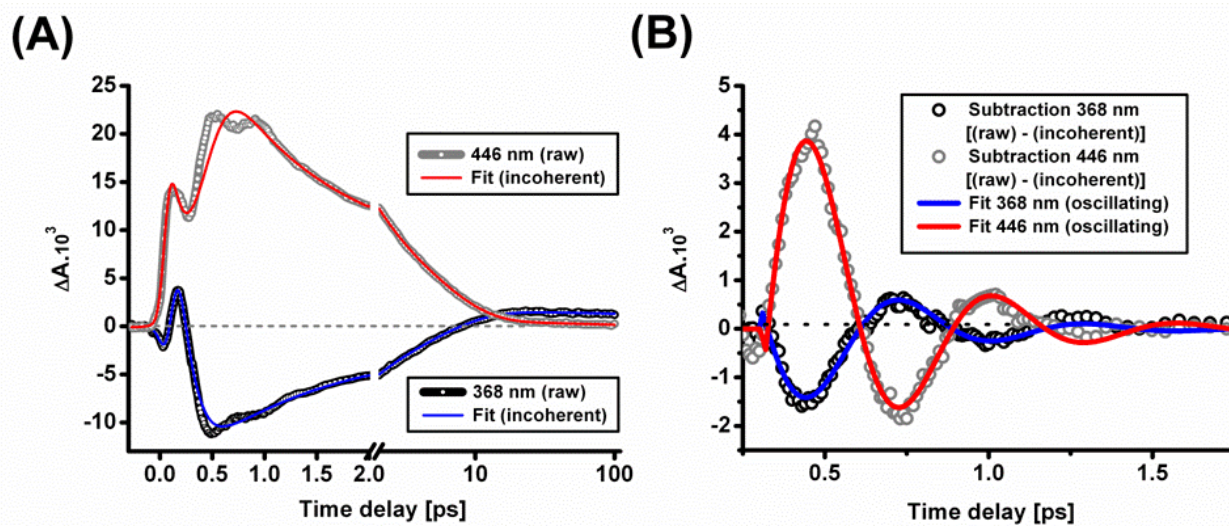 (A)
(B)
25
20
15
10
5
0
-5
-10
ΔA.10³
446 nm (raw)
Fit (incoherent)
368 nm (raw)
Fit (incoherent)
0.0 0.5 1.0 1.5 2.0 10 100
Time delay [ps]
5
4
3
2
1
0
-1
-2
ΔA.10³
Subtraction 368 nm
[(raw) - (incoherent)]
Subtraction 446 nm
[(raw) - (incoherent)]
Fit 368 nm (oscillating)
Fit 446 nm (oscillating)
0.5 1.0 1.5
Time delay [ps]